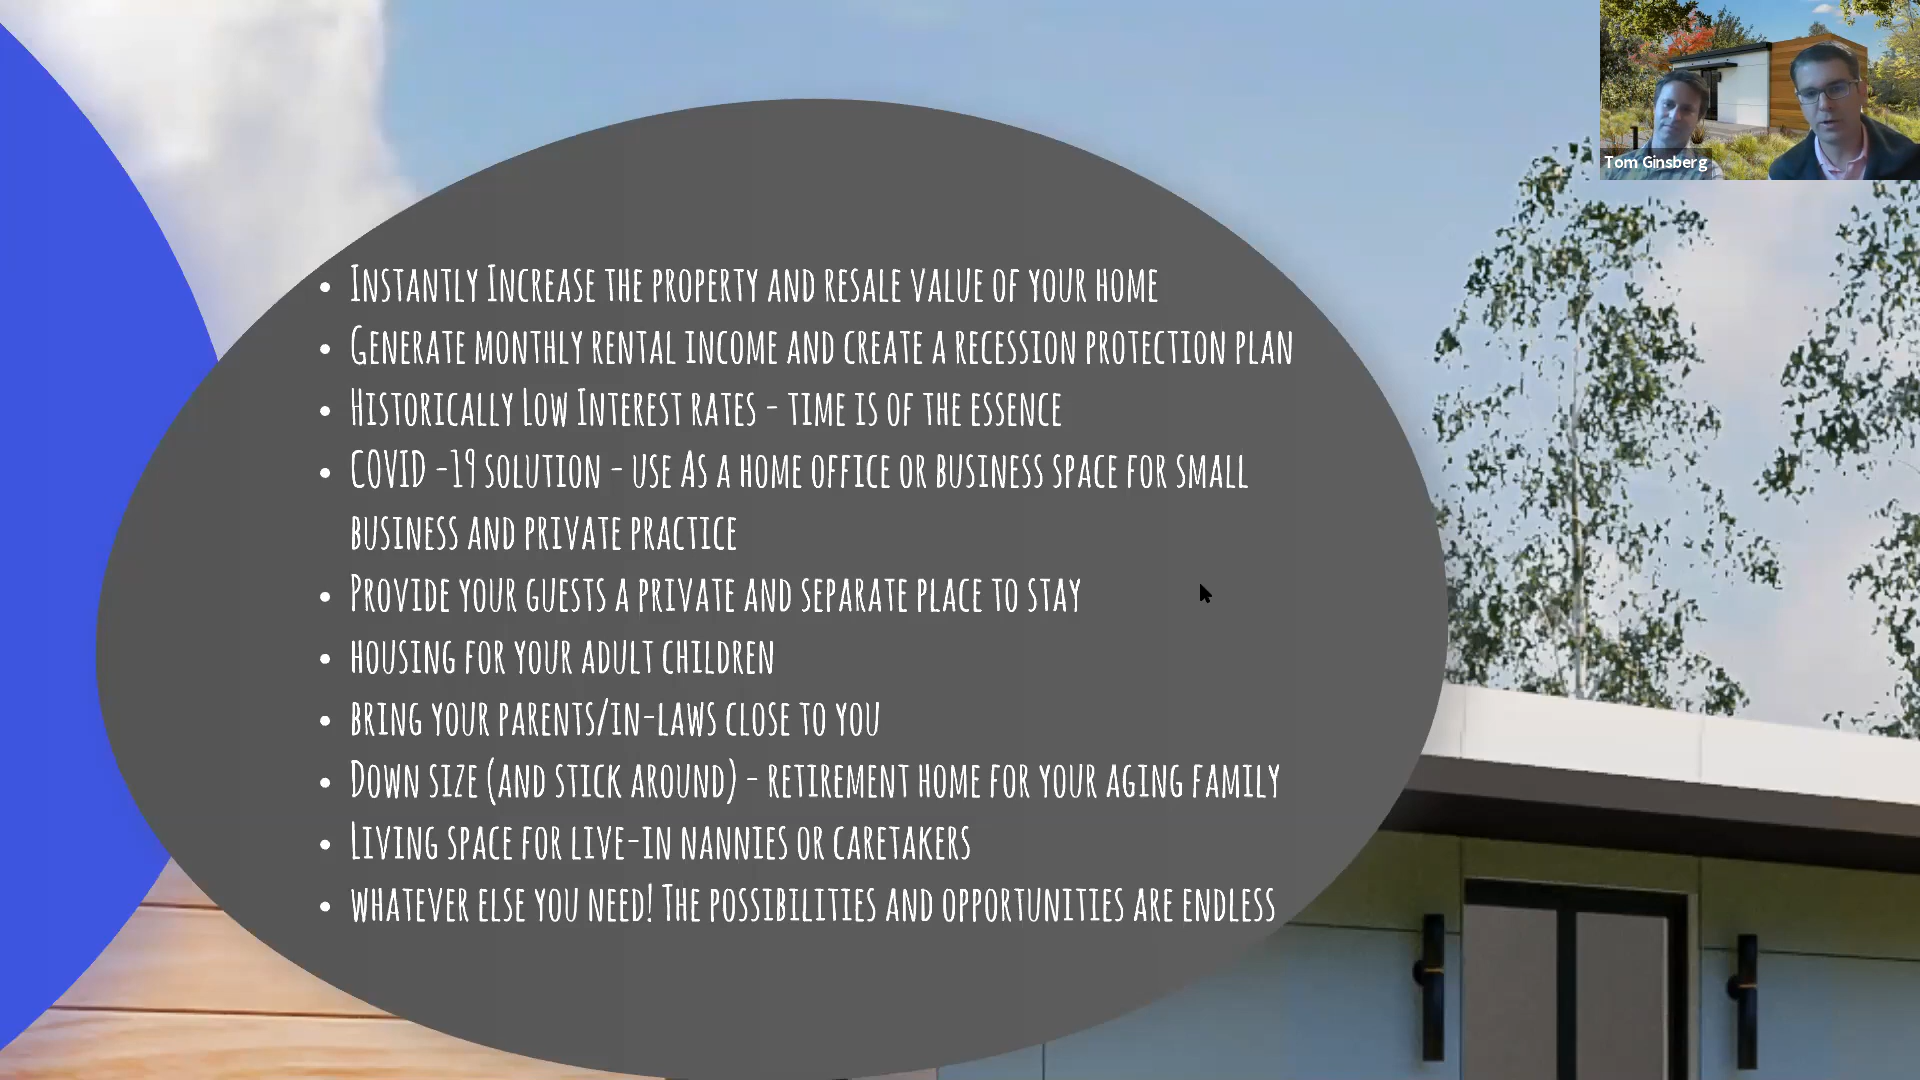 Tom Ginsberg
• Instantly Increase the property and resale value of your home
• Generate monthly rental income and create a recession protection plan
• Historically Low Interest rates - time is of the essence
• COVID -19 solution - use As a home office or business space for small
business and private practice
• Provide your guests a private and separate place to stay
• housing for your adult children
• bring your parents/in-laws close to you
• Down size (and stick around) - retirement home for your aging family
• Living space for live-in nannies or caretakers
• whatever else you need! The possibilities and opportunities are endless